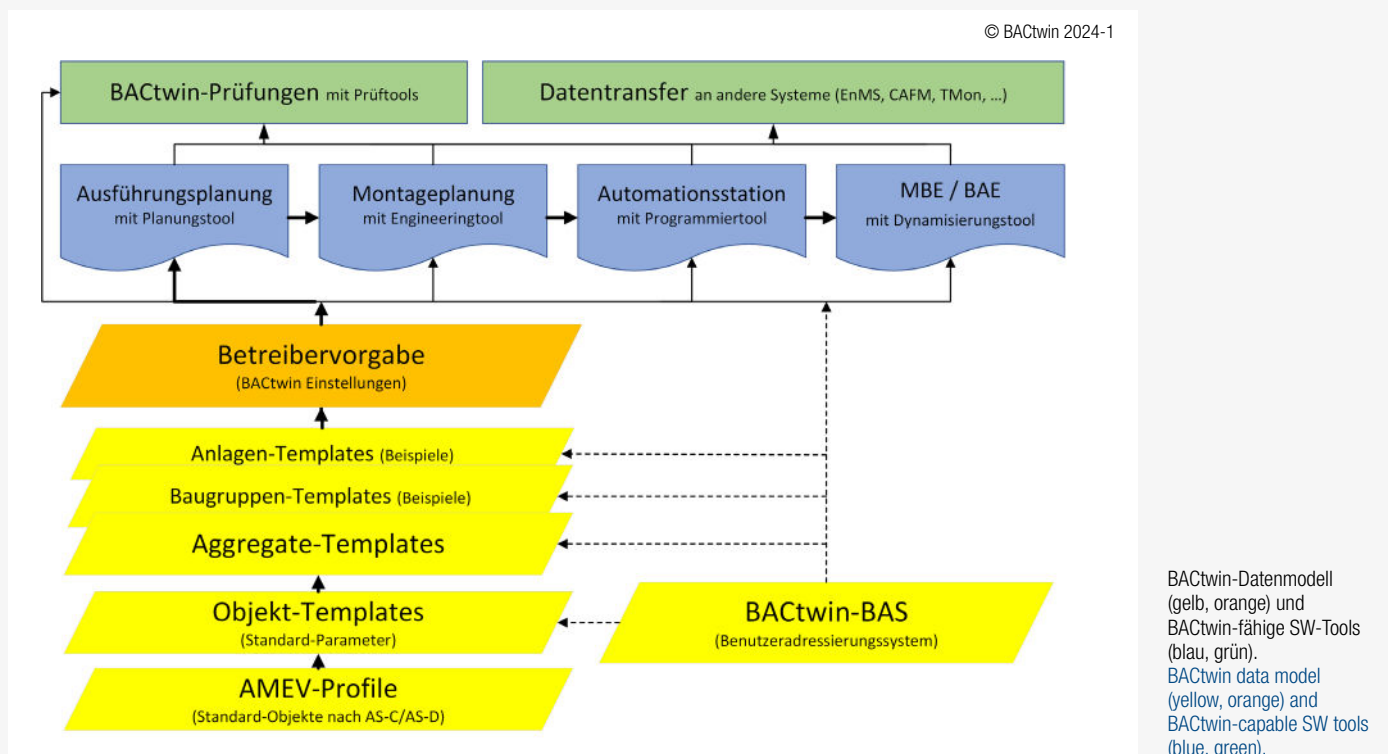 © BACtwin 2024-1
BACtwin-Prüfungen mit Prüftools
Datentransfer an andere Systeme (EnMS, CAFM, TMon, ...)
Ausführungsplanung
mit Planungstool
Montageplanung
mit Engineeringtool
Automationsstation
mit Programmiertool
MBE / BAE
mit Dynamisierungstool
Betreibervorgabe
(BACtwin Einstellungen)
Anlagen-Templates (Beispiele)
Baugruppen-Templates (Beispiele)
Aggregate-Templates
Objekt-Templates
(Standard-Parameter)
BACtwin-BAS
(Benutzeradressierungssystem)
AMEV-Profile
(Standard-Objekte nach AS-C/AS-D)
BACtwin-Datenmodell
(gelb, orange) und
BACtwin-fähige SW-Tools
(blau, grün).
BACtwin data model
(yellow, orange) and
BACtwin-capable SW tools
(blue, green).